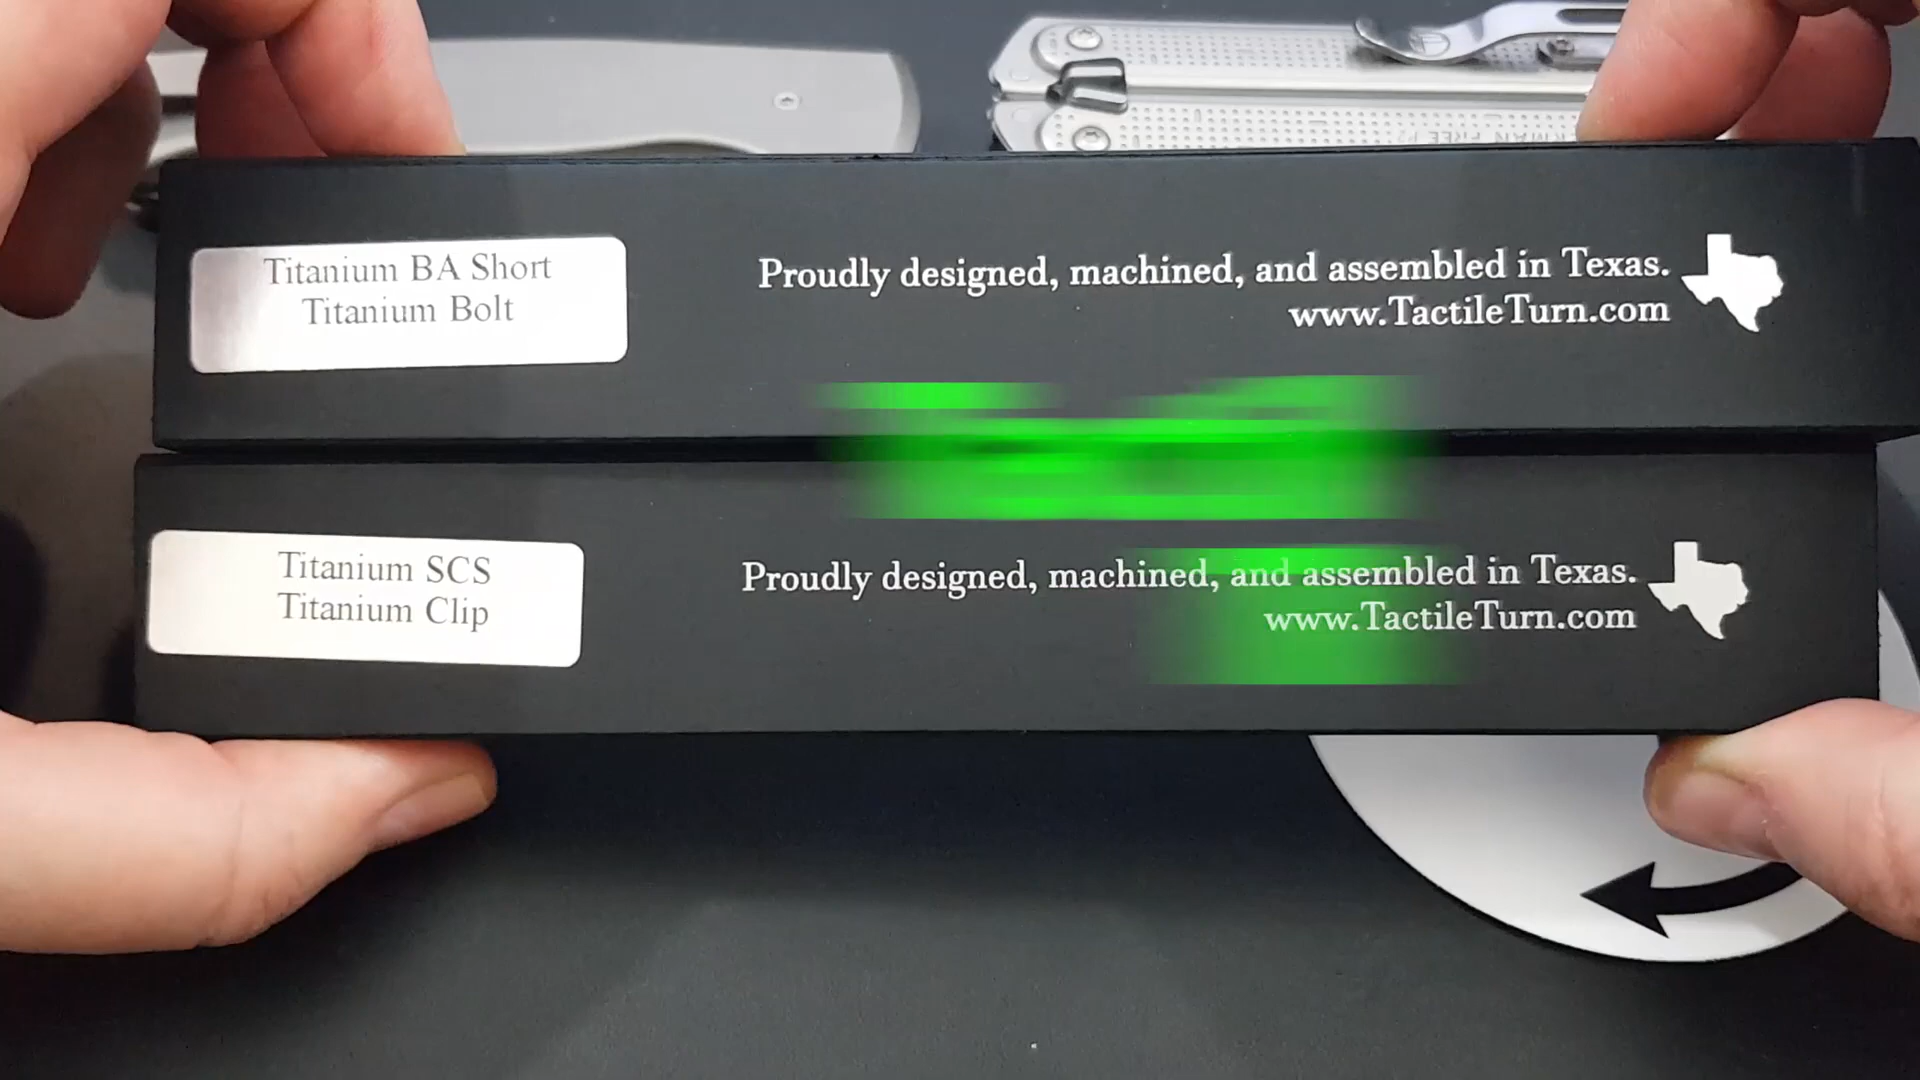 Titanium BA Short
Titanium Bolt
Proudly designed, machined, and assembled in Texas.
www.TactileTurn.com
Titanium SCS
Titanium Clip
Proudly designed, machined, and assembled in Texas.
www.TactileTurn.com